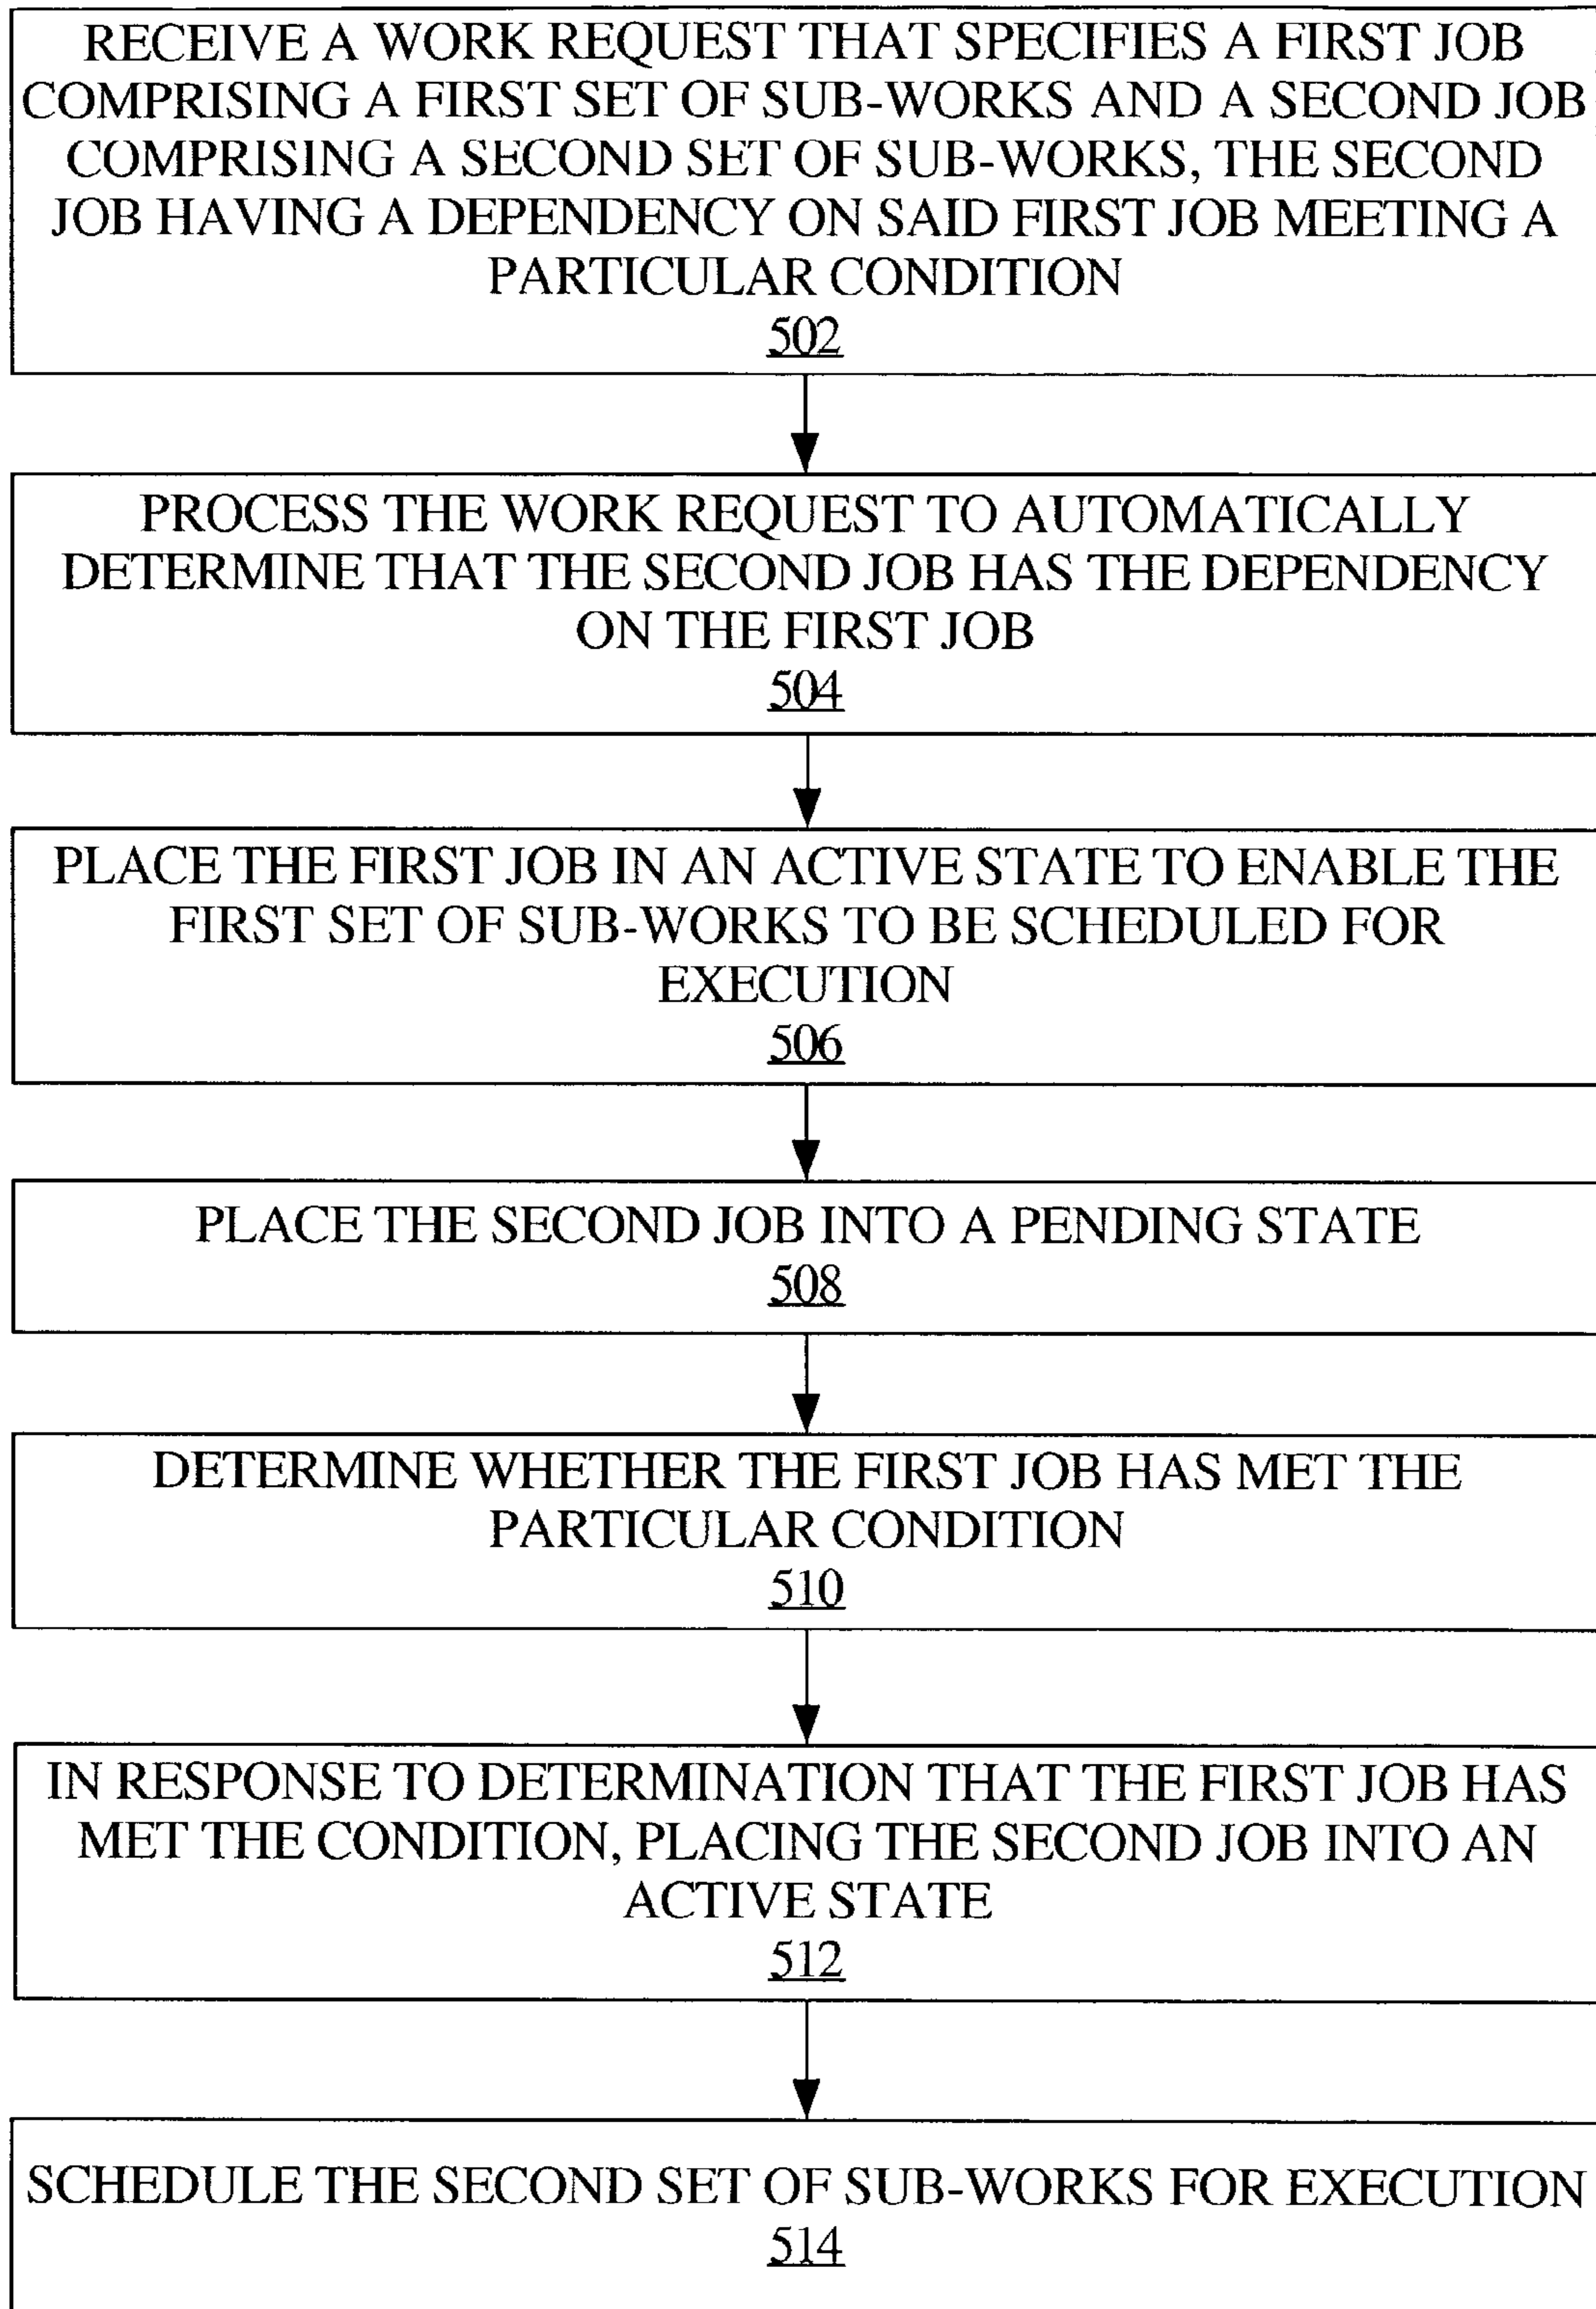 RECEIVE A WORK REQUEST THAT SPECIFIES A FIRST JOB
COMPRISING A FIRST SET OF SUB-WORKS AND A SECOND JOB
COMPRISING A SECOND SET OF SUB-WORKS, THE SECOND
JOB HAVING A DEPENDENCY ON SAID FIRST JOB MEETING A
PARTICULAR CONDITION
502
PROCESS THE WORK REQUEST TO AUTOMATICALLY
DETERMINE THAT THE SECOND JOB HAS THE DEPENDENCY
ON THE FIRST JOB
504
PLACE THE FIRST JOB IN AN ACTIVE STATE TO ENABLE THE
FIRST SET OF SUB-WORKS TO BE SCHEDULED FOR
EXECUTION
506
PLACE THE SECOND JOB INTO A PENDING STATE
508
DETERMINE WHETHER THE FIRST JOB HAS MET THE
PARTICULAR CONDITION
510
IN RESPONSE TO DETERMINATION THAT THE FIRST JOB HAS
MET THE CONDITION, PLACING THE SECOND JOB INTO AN
ACTIVE STATE
512
SCHEDULE THE SECOND SET OF SUB-WORKS FOR EXECUTION
514